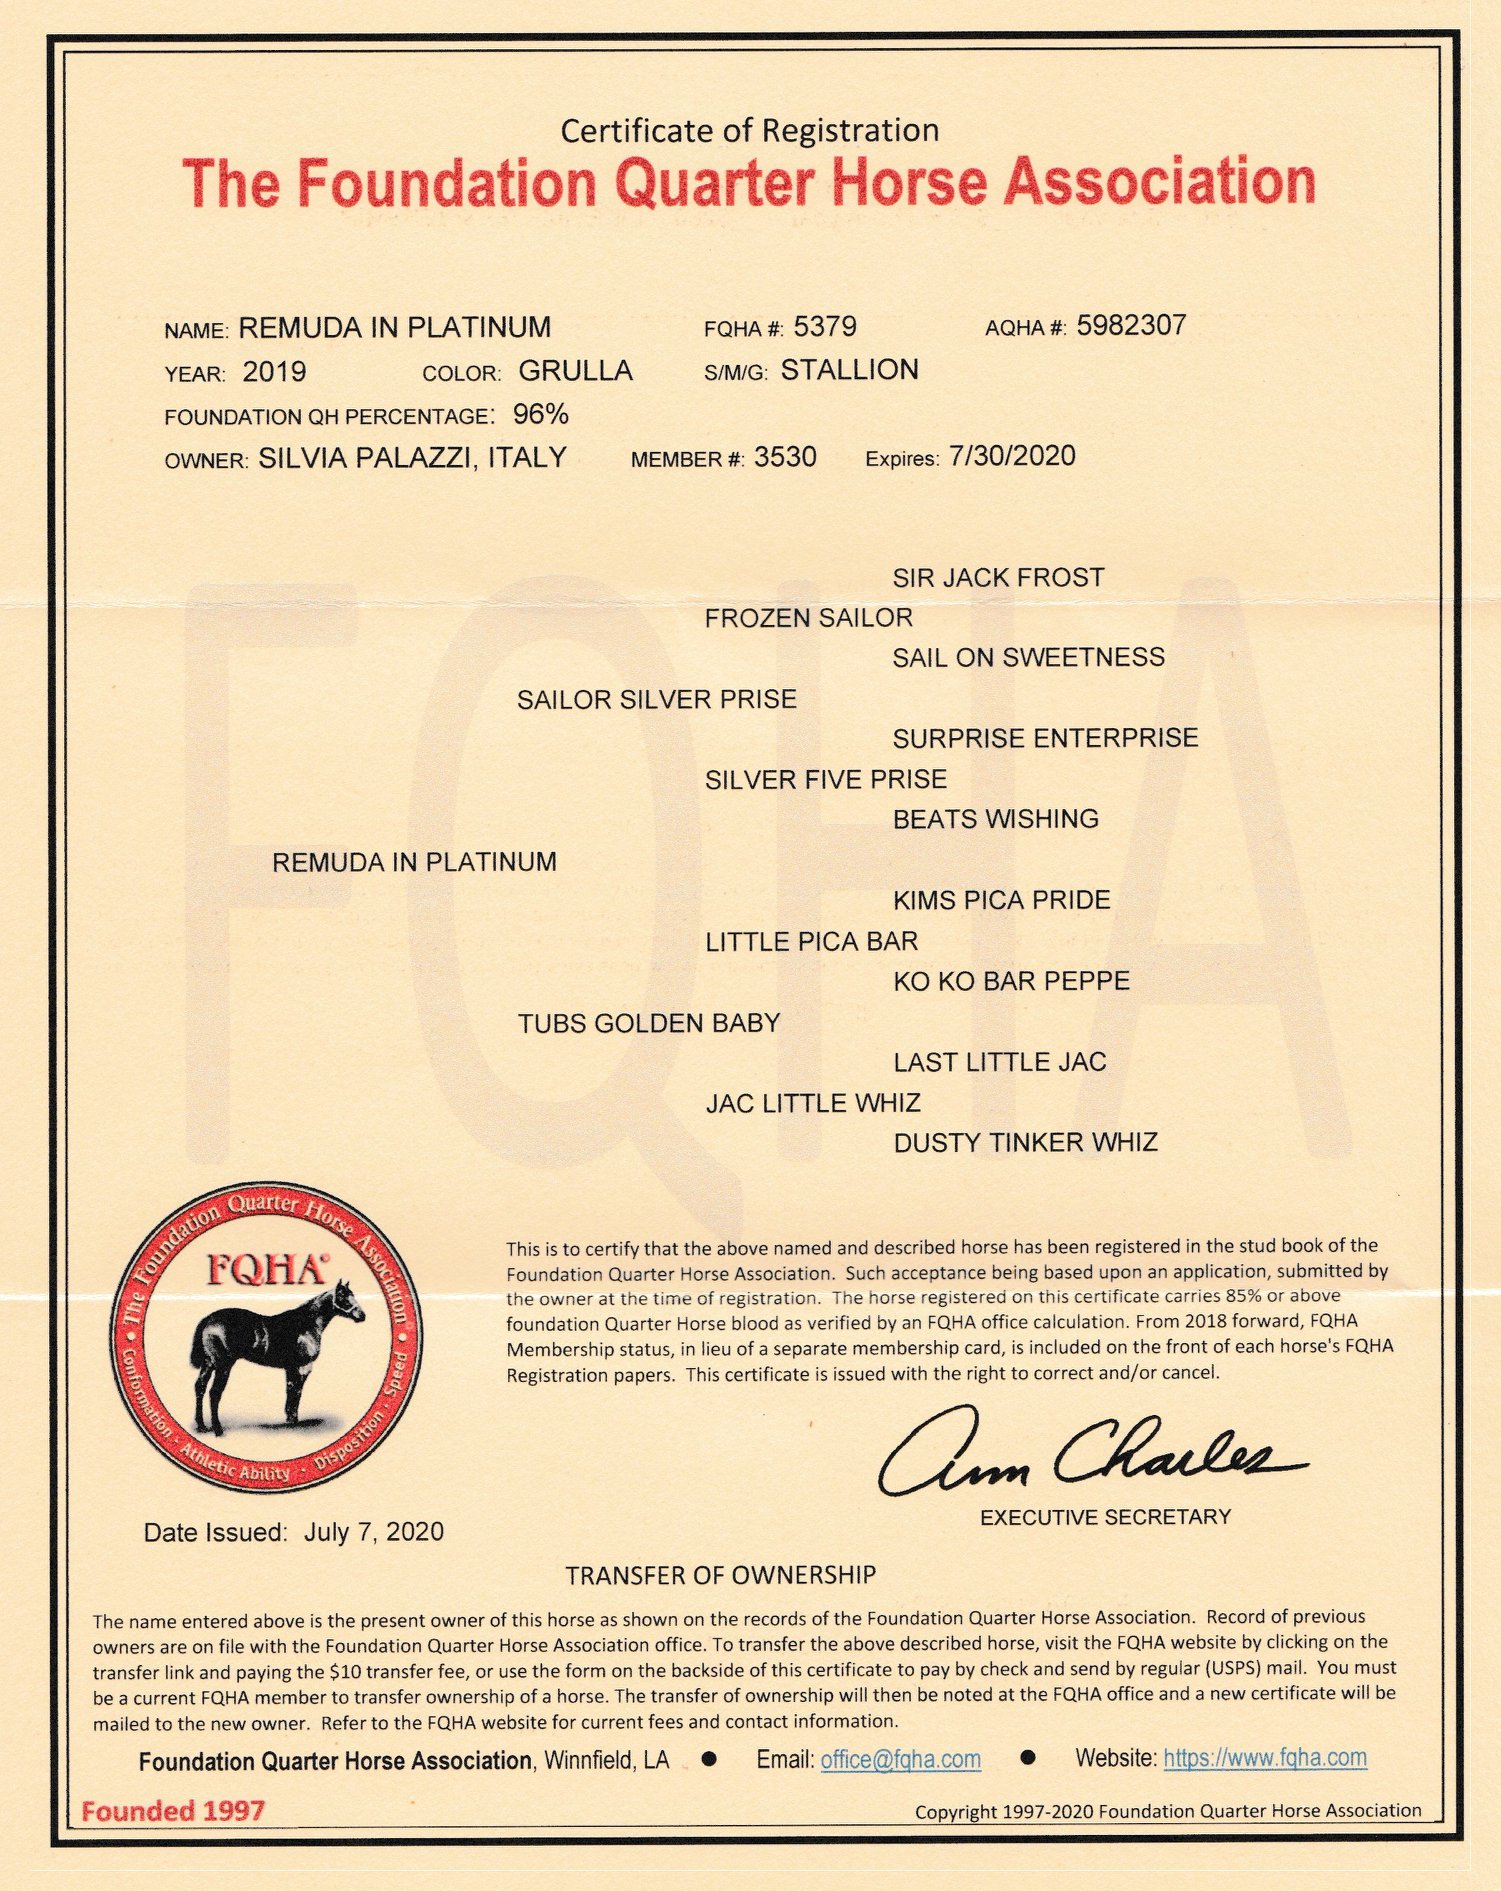 Certificate of Registration
The Foundation Quarter Horse Association
NAME: REMUDA IN PLATINUM FQHA #: 5379 AQHA #: 5982307
YEAR: 2019 COLOR: GRULLA S/M/G: STALLION
FOUNDATION QH PERCENTAGE: 96%
OWNER: SILVIA PALAZZI, ITALY MEMBER #: 3530 Expires: 7/30/2020
FQHA
SIR JACK FROST
FROZEN SAILOR
SAIL ON SWEETNESS
SAILOR SILVER PRISE
SURPRISE ENTERPRISE
SILVER FIVE PRISE
BEATS WISHING
REMUDA IN PLATINUM
KIMS PICA PRIDE
LITTLE PICA BAR
KO KO BAR PEPPE
TUBS GOLDEN BABY
LAST LITTLE JAC
JAC LITTLE WHIZ
DUSTY TINKER WHIZ
The Foundation Quarter Horse Association
FQHA®
Conformation · Athletic Ability · Disposition · Speed
This is to certify that the above named and described horse has been registered in the stud book of the
Foundation Quarter Horse Association. Such acceptance being based upon an application, submitted by
the owner at the time of registration. The horse registered on this certificate carries 85% or above
foundation Quarter Horse blood as verified by an FQHA office calculation. From 2018 forward, FQHA
Membership status, in lieu of a separate membership card, is included on the front of each horse's FQHA
Registration papers. This certificate is issued with the right to correct and/or cancel.
Ann Charles
EXECUTIVE SECRETARY
Date Issued: July 7, 2020
TRANSFER OF OWNERSHIP
The name entered above is the present owner of this horse as shown on the records of the Foundation Quarter Horse Association. Record of previous
owners are on file with the Foundation Quarter Horse Association office. To transfer the above described horse, visit the FQHA website by clicking on the
transfer link and paying the $10 transfer fee, or use the form on the backside of this certificate to pay by check and send by regular (USPS) mail. You must
be a current FQHA member to transfer ownership of a horse. The transfer of ownership will then be noted at the FQHA office and a new certificate will be
mailed to the new owner. Refer to the FQHA website for current fees and contact information.
Foundation Quarter Horse Association, Winnfield, LA ● Email: office@fqha.com ● Website: https://www.fqha.com
Founded 1997
Copyright 1997-2020 Foundation Quarter Horse Association